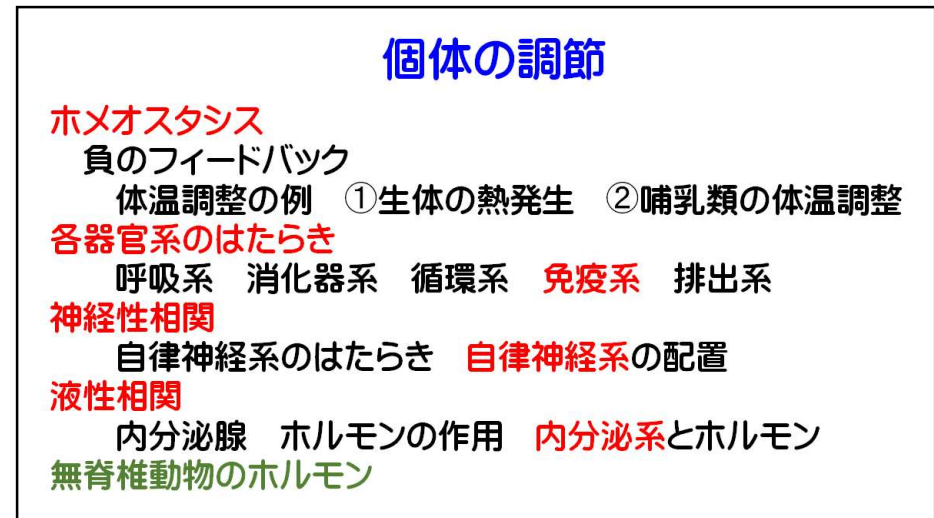 個体の調節
ホメオスタシス
負のフィードバック
体温調整の例　①生体の熱発生　②哺乳類の体温調整
各器官系のはたらき
呼吸系　消化器系　循環系　免疫系　排出系
神経性相関
自律神経系のはたらき　自律神経系の配置
液性相関
内分泌腺　ホルモンの作用　内分泌系とホルモン
無脊椎動物のホルモン